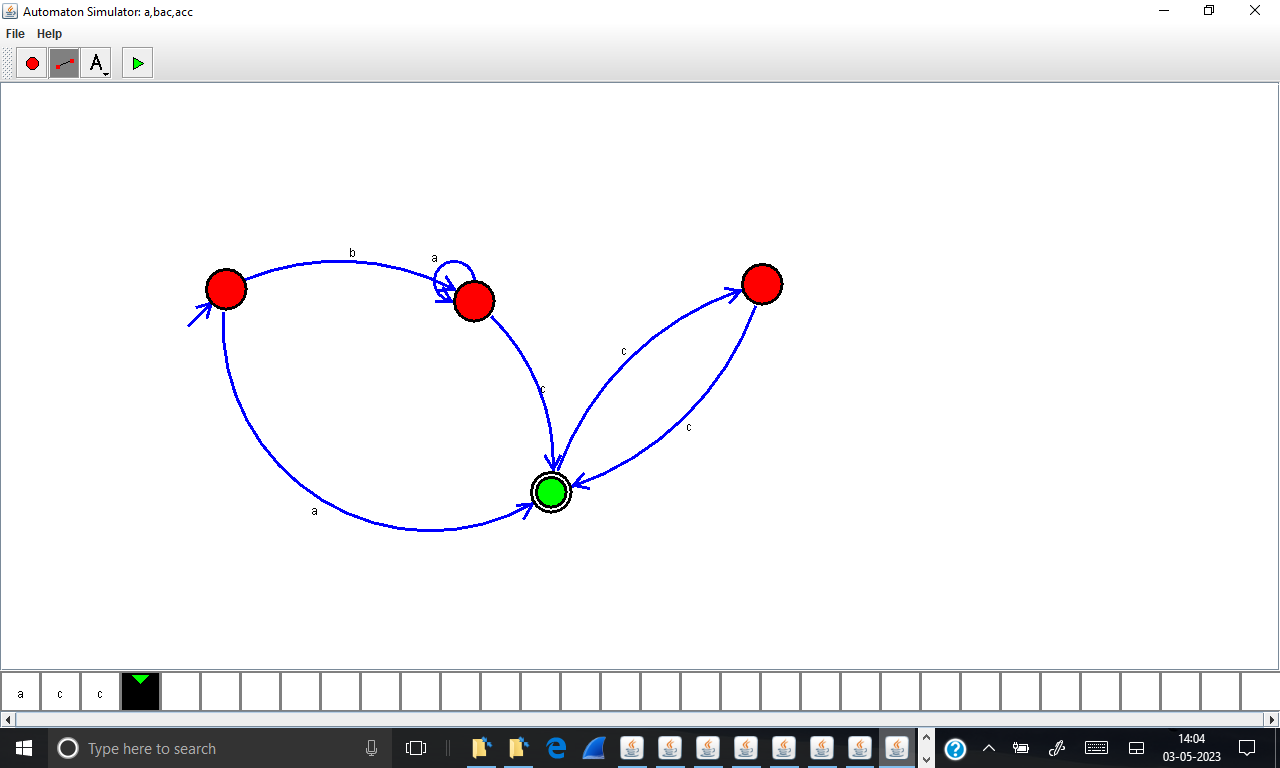 Automaton Simulator: a,bac,acc
File Help
A
b
a
c
c
c
a
a c c
Type here to search
14:04
03-05-2023